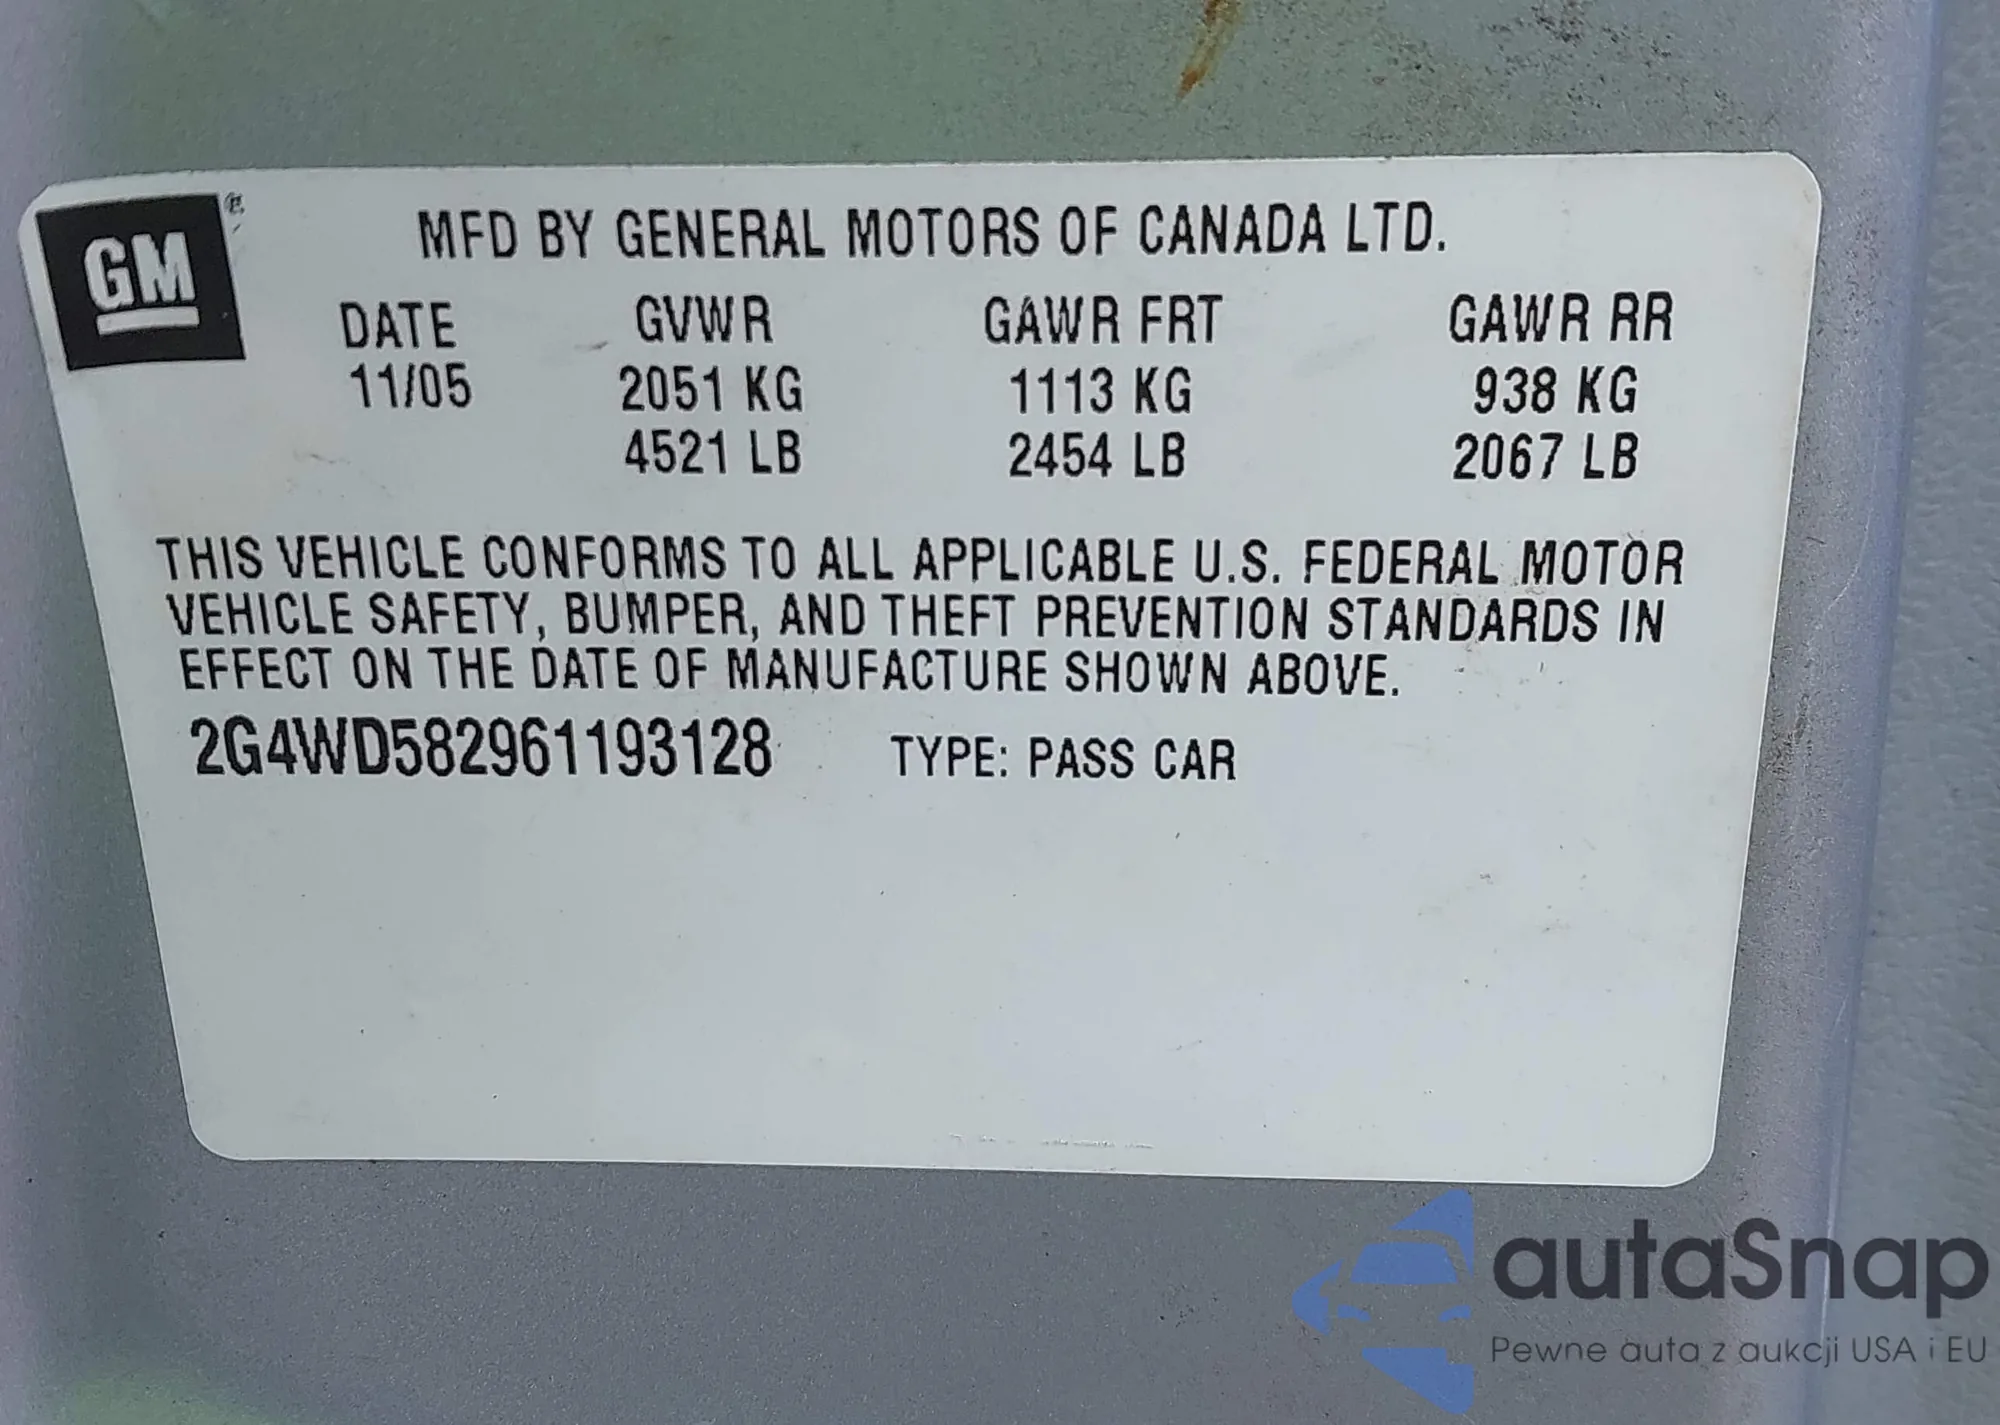 GM ®
MFD BY GENERAL MOTORS OF CANADA LTD.
DATE GVWR GAWR FRT GAWR RR
11/05 2051 KG 1113 KG 938 KG
4521 LB 2454 LB 2067 LB
THIS VEHICLE CONFORMS TO ALL APPLICABLE U.S. FEDERAL MOTOR
VEHICLE SAFETY, BUMPER, AND THEFT PREVENTION STANDARDS IN
EFFECT ON THE DATE OF MANUFACTURE SHOWN ABOVE.
2G4WD582961193128 TYPE: PASS CAR
autaSnap
Pewne auta z aukcji USA i EU